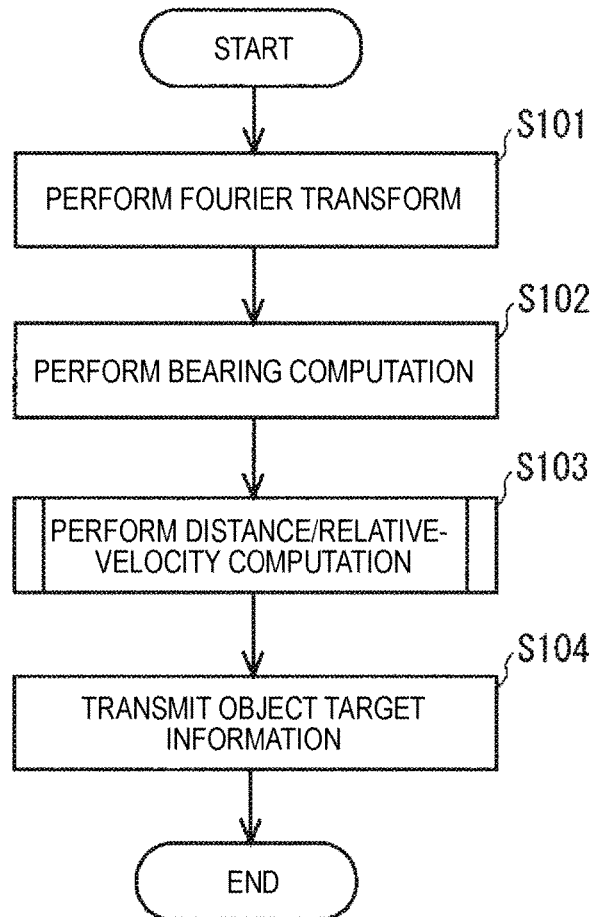 START
S101
PERFORM FOURIER TRANSFORM
S102
PERFORM BEARING COMPUTATION
S103
PERFORM DISTANCE/RELATIVE-
VELOCITY COMPUTATION
S104
TRANSMIT OBJECT TARGET
INFORMATION
END